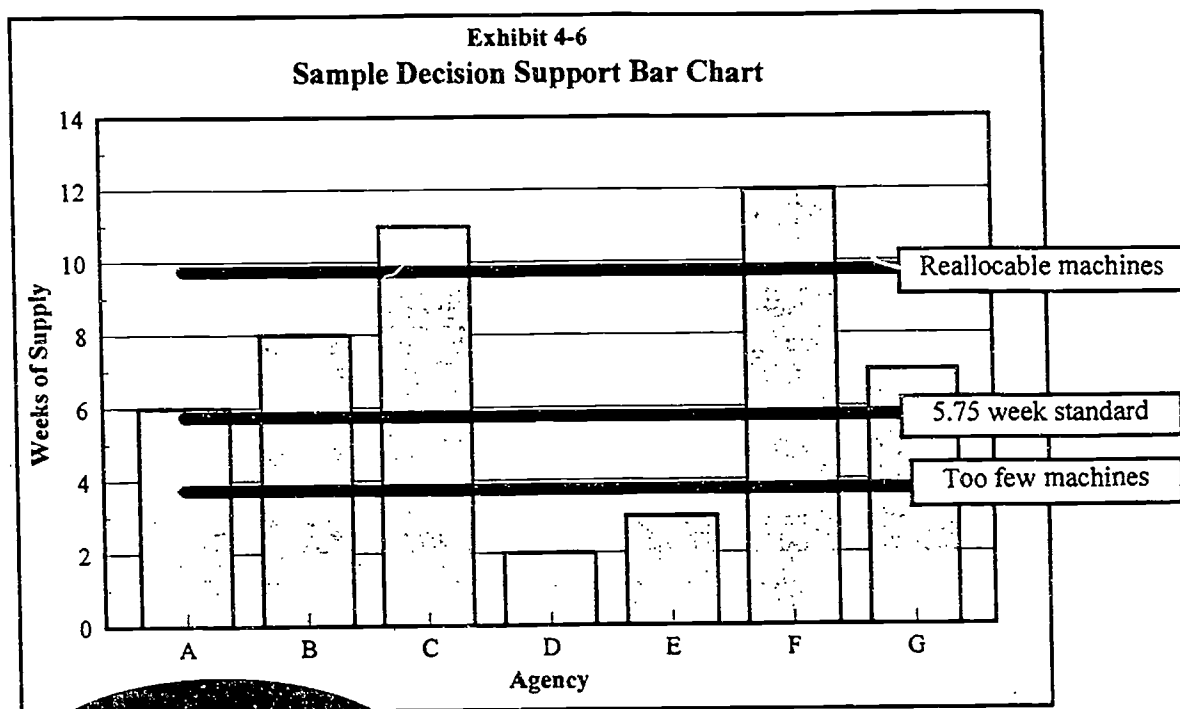 Exhibit 4-6
Sample Decision Support Bar Chart
14
12
10
8
6
4
2
0
Weeks of Supply
Reallocable machines
5.75 week standard
Too few machines
A B C D E F G
Agency